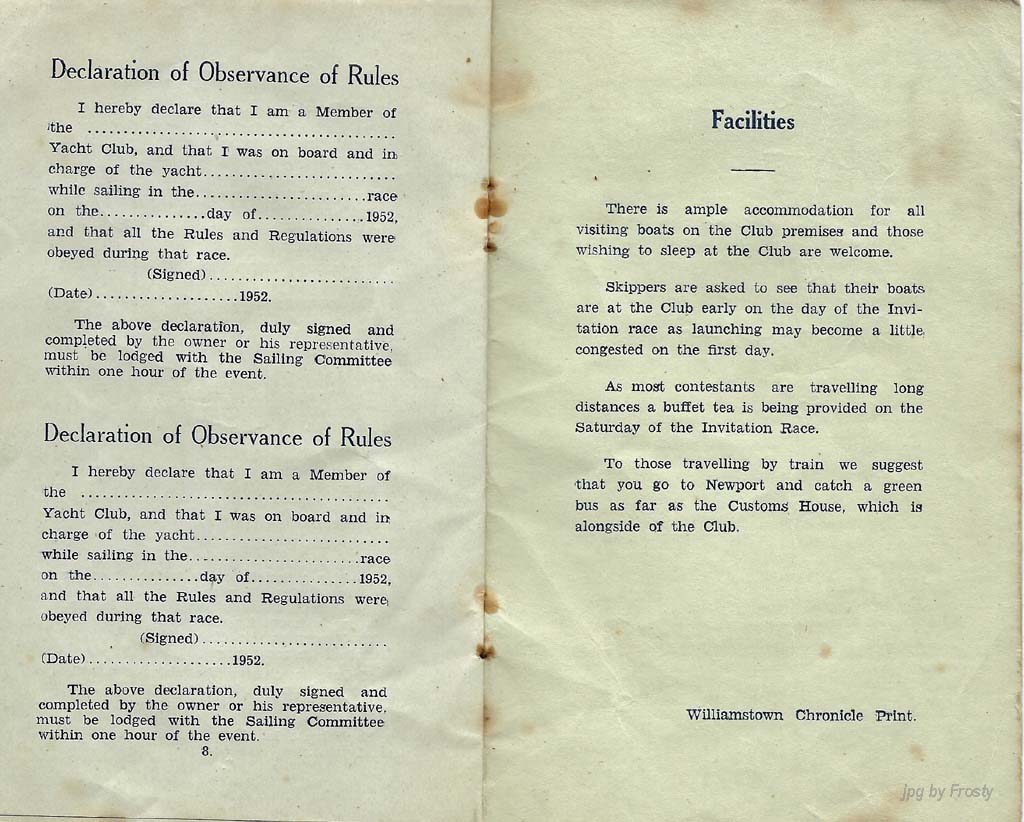 Declaration of Observance of Rules
I hereby declare that I am a Member of
the ........................................
Yacht Club, and that I was on board and in
charge of the yacht.........................
while sailing in the.......................race
on the..............day of..............1952,
and that all the Rules and Regulations were
obeyed during that race.
(Signed)........................
(Date)...................1952.
The above declaration, duly signed and
completed by the owner or his representative,
must be lodged with the Sailing Committee
within one hour of the event.
Declaration of Observance of Rules
I hereby declare that I am a Member of
the ........................................
Yacht Club, and that I was on board and in
charge of the yacht.........................
while sailing in the.......................race
on the..............day of..............1952,
and that all the Rules and Regulations were
obeyed during that race.
(Signed)........................
(Date)...................1952.
The above declaration, duly signed and
completed by the owner or his representative,
must be lodged with the Sailing Committee
within one hour of the event.
8.
Facilities
There is ample accommodation for all
visiting boats on the Club premises and those
wishing to sleep at the Club are welcome.
Skippers are asked to see that their boats
are at the Club early on the day of the Invi-
tation race as launching may become a little
congested on the first day.
As most contestants are travelling long
distances a buffet tea is being provided on the
Saturday of the Invitation Race.
To those travelling by train we suggest
that you go to Newport and catch a green
bus as far as the Customs House, which is
alongside of the Club.
Williamstown Chronicle Print.
jpg by Frosty